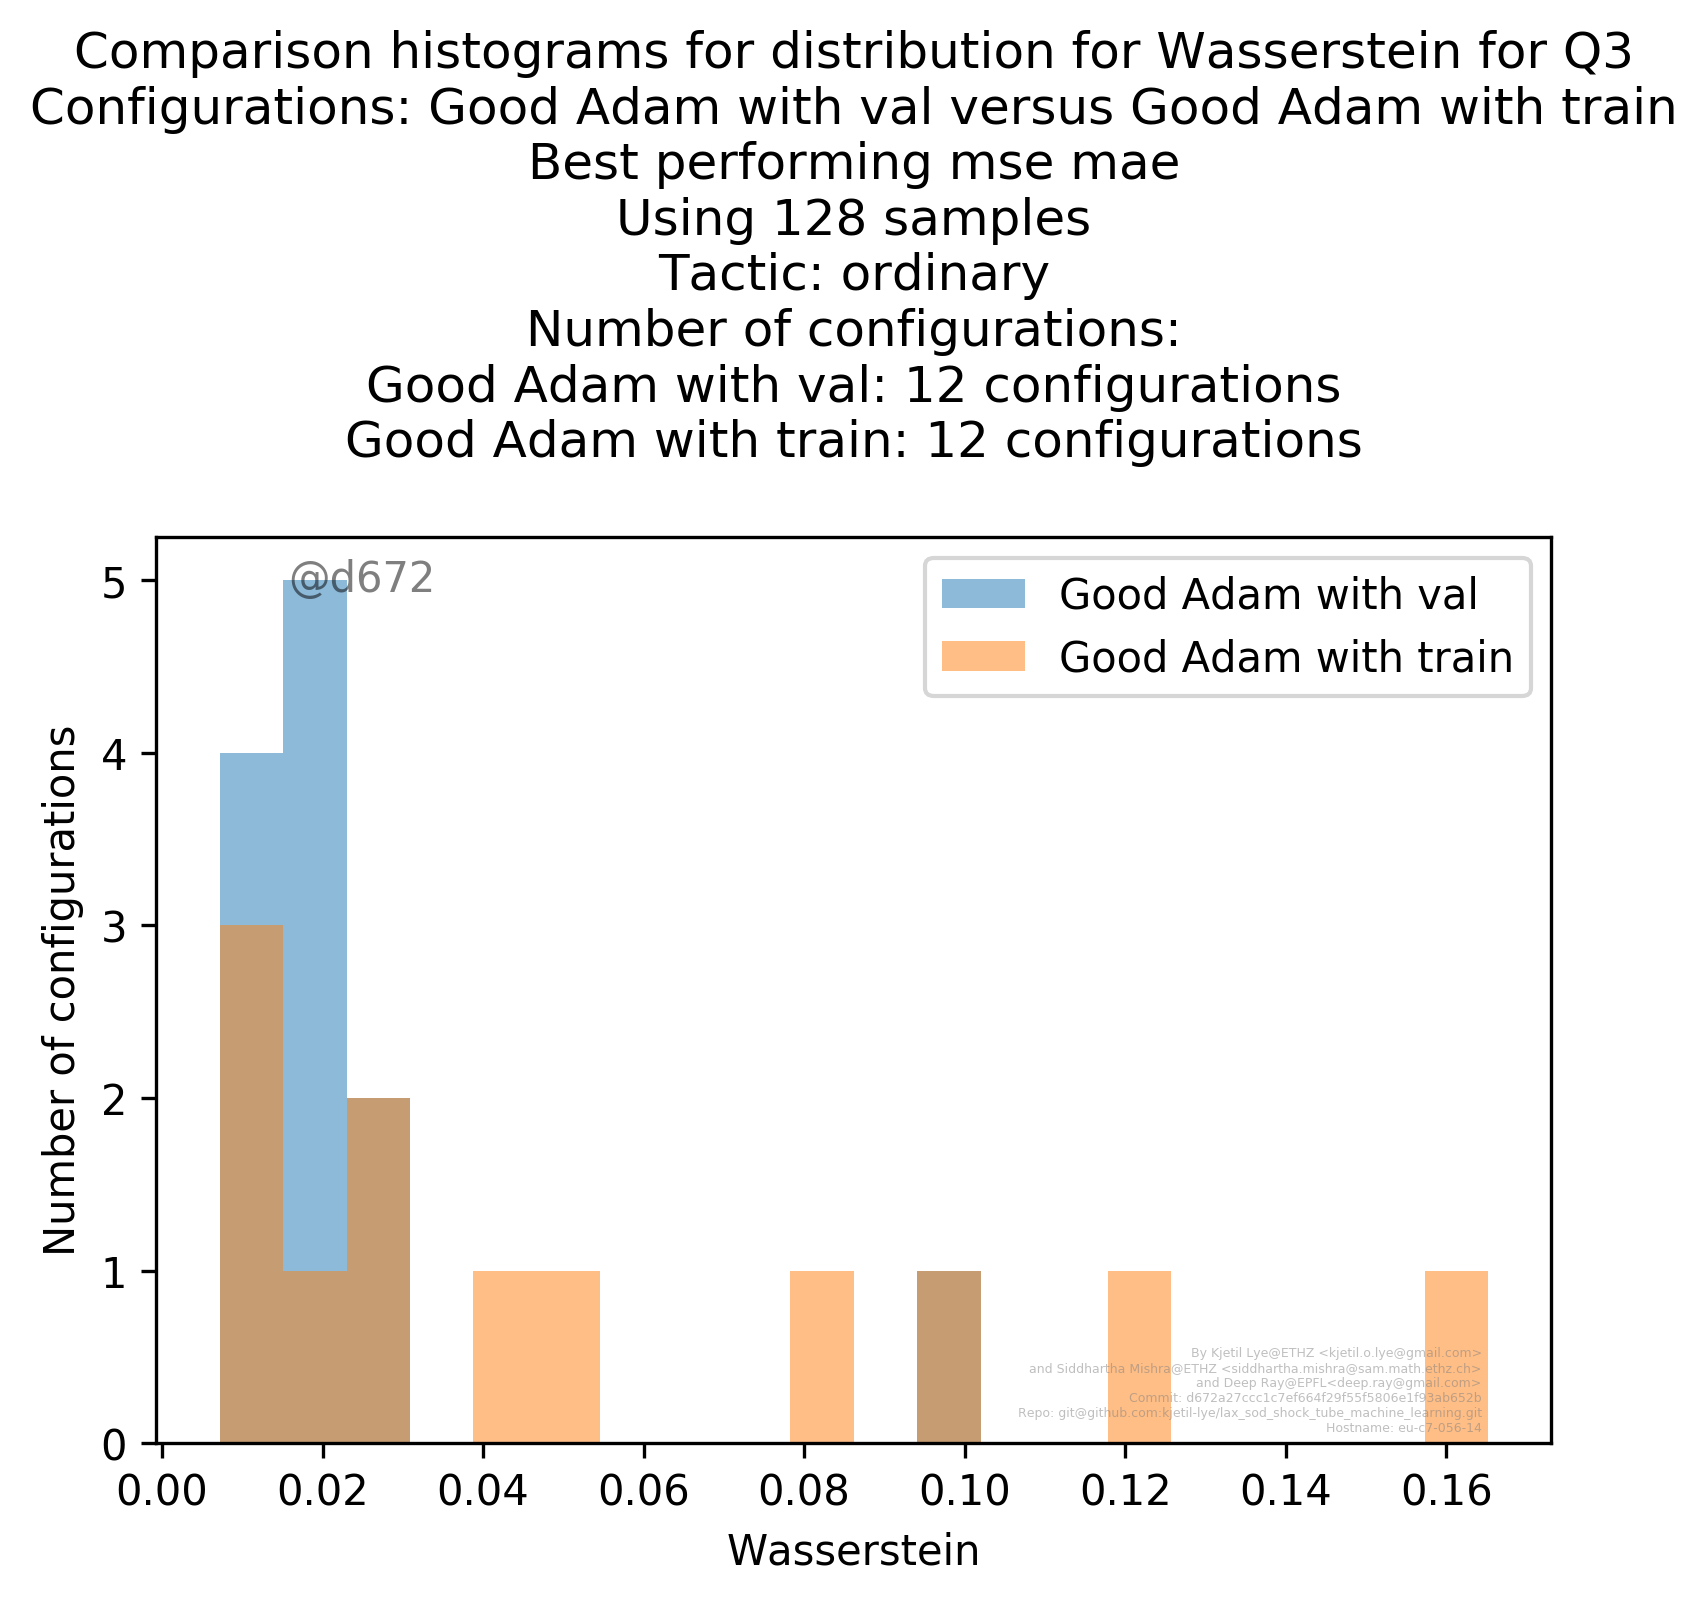 Comparison histograms for distribution for Wasserstein for Q3
Configurations: Good Adam with val versus Good Adam with train
Best performing mse mae
Using 128 samples
Tactic: ordinary
Number of configurations:
Good Adam with val: 12 configurations
Good Adam with train: 12 configurations
@d672
Good Adam with val
Good Adam with train
Number of configurations
5
4
3
2
1
0
By Kjetil Lye@ETHZ <kjetil.o.lye@gmail.com>
and Siddhartha Mishra@ETHZ <siddhartha.mishra@sam.math.ethz.ch>
and Deep Ray@EPFL<deep.ray@gmail.com>
Commit: d672a27ccc1c7ef664f29f55f5806e1f93ab652b
Repo: git@github.com:kjetil-lye/lax_sod_shock_tube_machine_learning.git
Hostname: eu-c7-056-14
0.00 0.02 0.04 0.06 0.08 0.10 0.12 0.14 0.16
Wasserstein